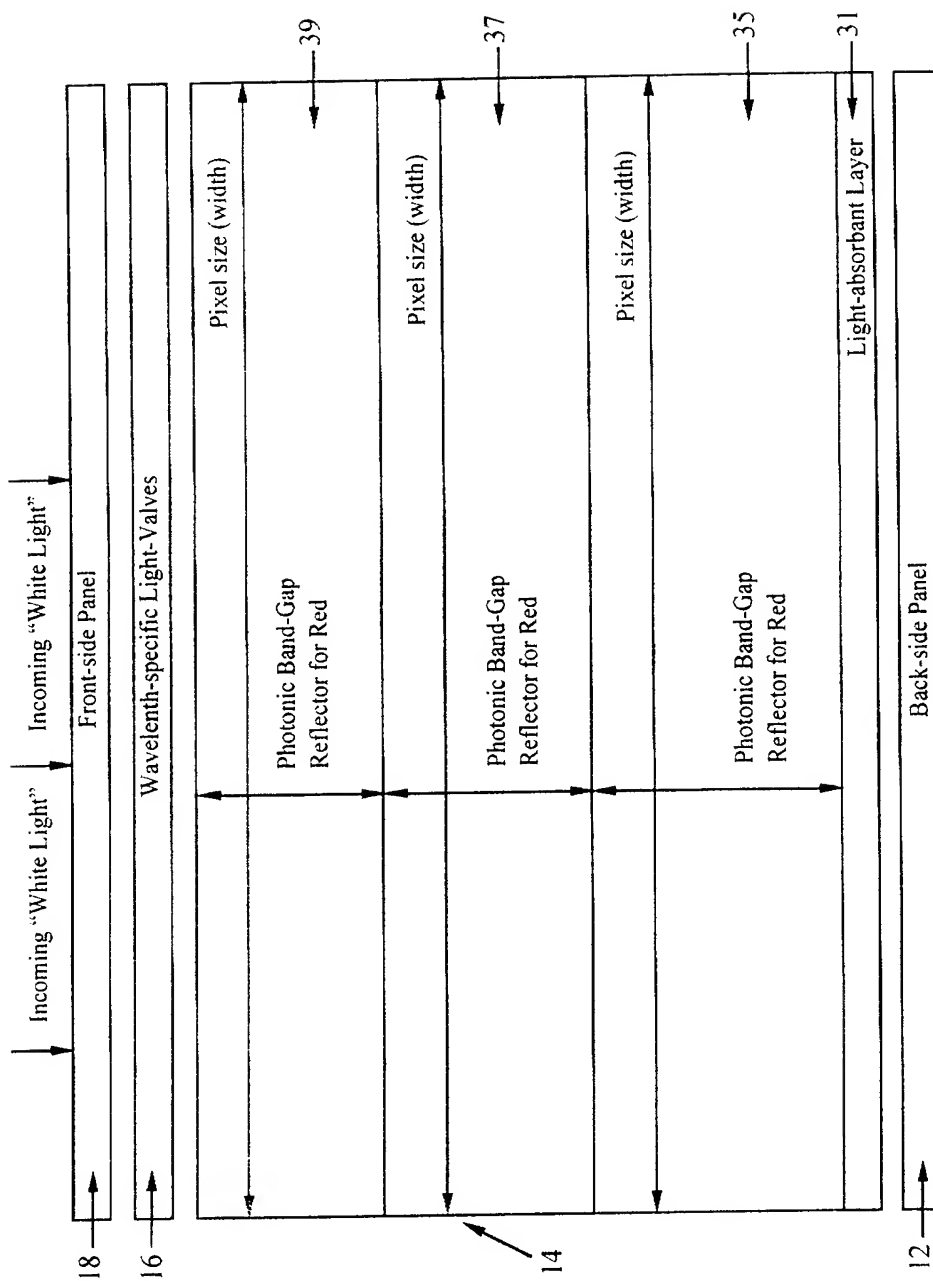 Incoming “White Light”
Incoming “White Light”
18
Front-side Panel
16
Wavelenth-specific Light-Valves
Pixel size (width)
39
Photonic Band-Gap
Reflector for Red
Pixel size (width)
37
Photonic Band-Gap
Reflector for Red
14
Pixel size (width)
35
Photonic Band-Gap
Reflector for Red
Light-absorbant Layer
31
12
Back-side Panel